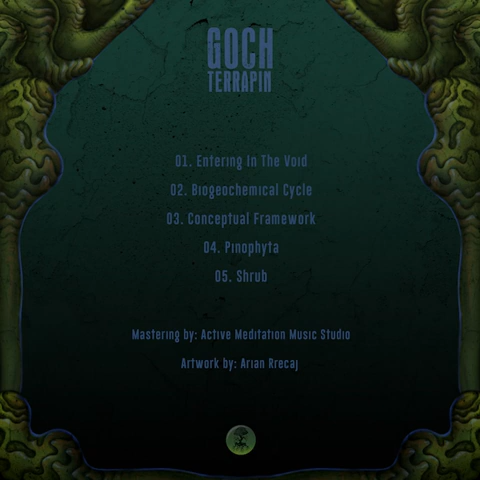 GOCH
TERRAPIN
01. Entering In The Void
02. Biogeochemical Cycle
03. Conceptual Framework
04. Pinophyta
05. Shrub
Mastering by: Active Meditation Music Studio
Artwork by: Arian Rrecaj